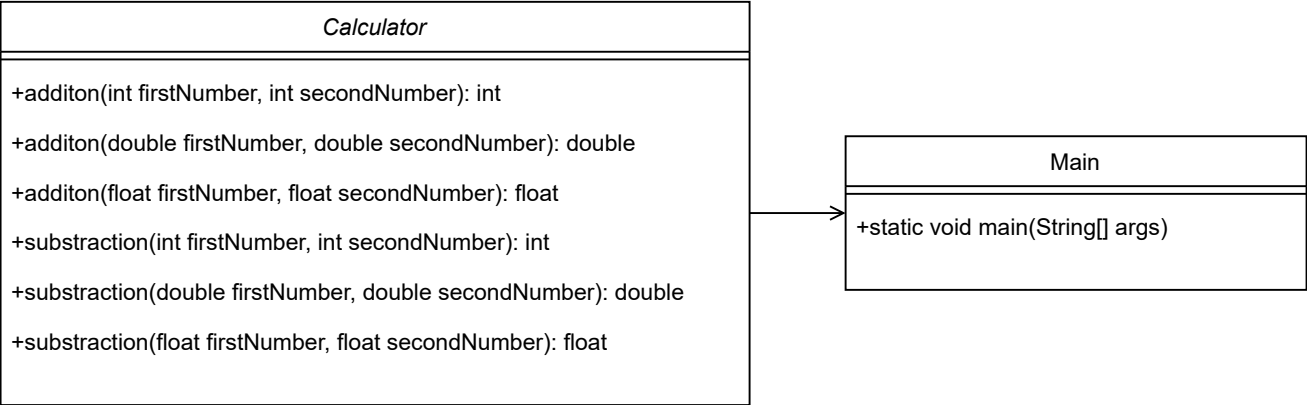 Calculator
+additon(int firstNumber, int secondNumber): int
+additon(double firstNumber, double secondNumber): double
+additon(float firstNumber, float secondNumber): float
+substraction(int firstNumber, int secondNumber): int
+substraction(double firstNumber, double secondNumber): double
+substraction(float firstNumber, float secondNumber): float
Main
+static void main(String[] args)